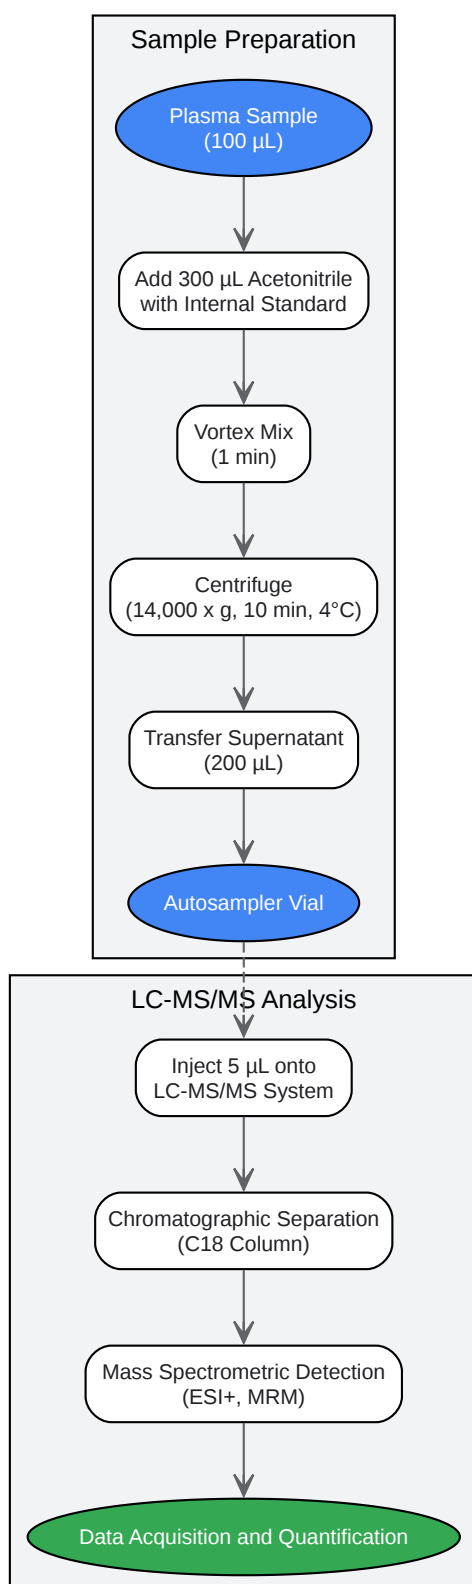 Sample Preparation
Plasma Sample
(100 µL)
Add 300 µL Acetonitrile
with Internal Standard
Vortex Mix
(1 min)
Centrifuge
(14,000 x g, 10 min, 4°C)
Transfer Supernatant
(200 µL)
Autosampler Vial
LC-MS/MS Analysis
Inject 5 µL onto
LC-MS/MS System
Chromatographic Separation
(C18 Column)
Mass Spectrometric Detection
(ESI+, MRM)
Data Acquisition and Quantification